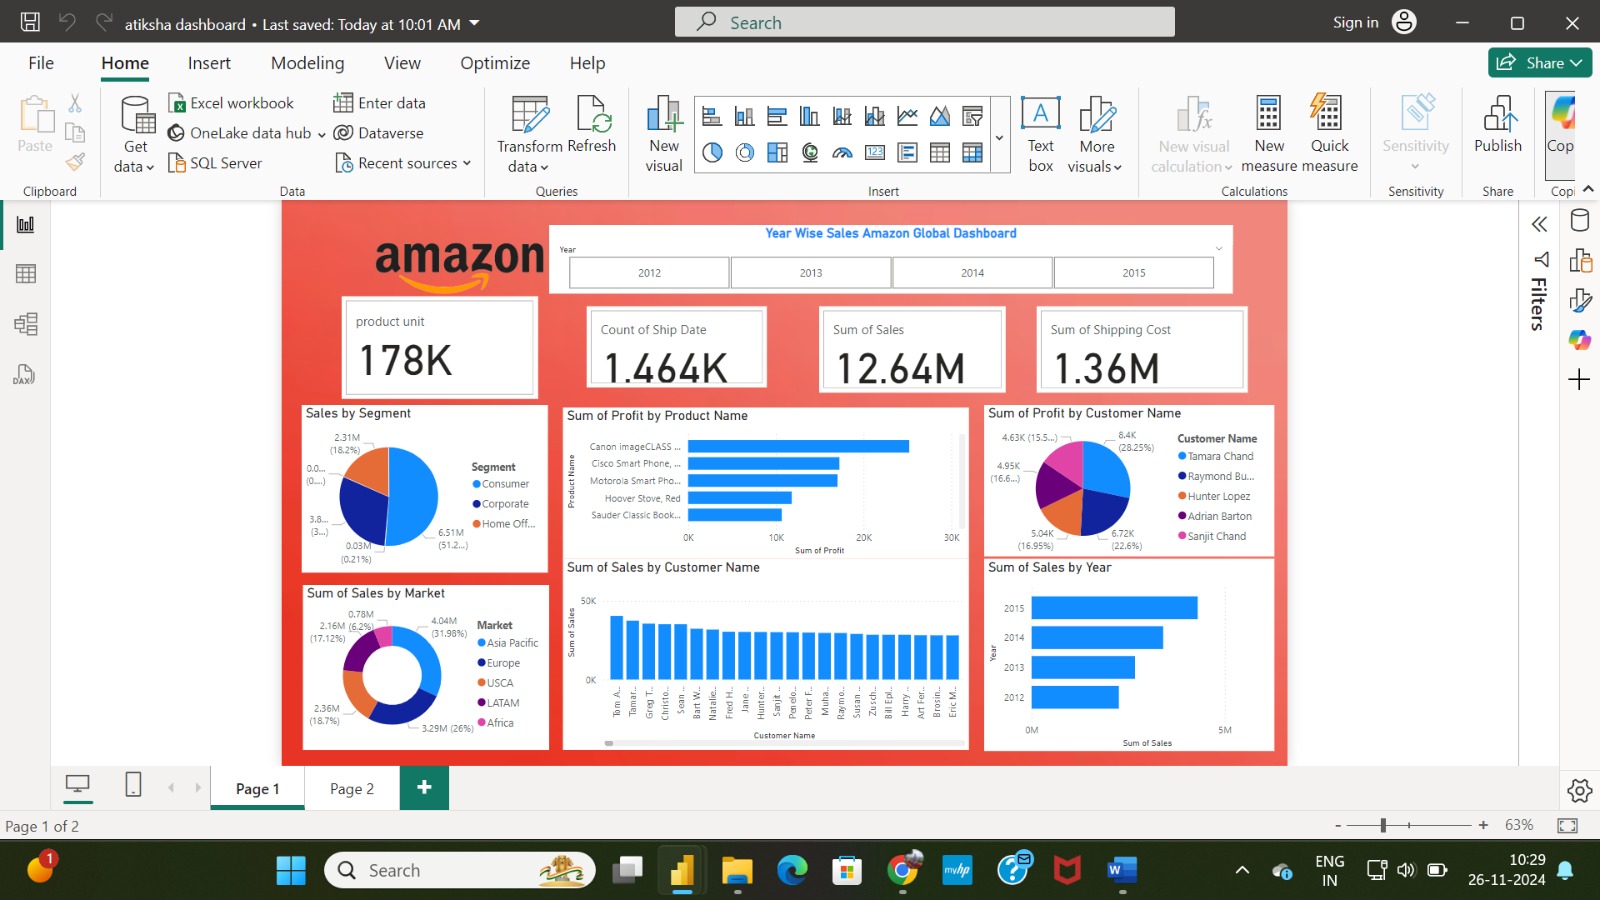 atiksha dashboard • Last saved: Today at 10:01 AM
Search
Sign in
File
Home
Insert
Modeling
View
Optimize
Help
Share
Paste
Clipboard
Get data
Excel workbook
OneLake data hub
SQL Server
Enter data
Dataverse
Recent sources
Data
Transform data
Refresh
Queries
New visual
Text box
More visuals
Insert
New visual calculation
New measure
Quick measure
Calculations
Sensitivity
Sensitivity
Publish
Share
Cop
Copi
amazon
Year Wise Sales Amazon Global Dashboard
Year
2012
2013
2014
2015
product unit
178K
Count of Ship Date
1.464K
Sum of Sales
12.64M
Sum of Shipping Cost
1.36M
Sales by Segment
2.31M
(18.2%)
0.0...
(0....)
3.8...
(3...)
0.03M
(0.21%)
6.51M
(51.2...)
Segment
Consumer
Corporate
Home Off...
Sum of Profit by Product Name
Product Name
Canon imageCLASS ...
Cisco Smart Phone, ...
Motorola Smart Pho...
Hoover Stove, Red
Sauder Classic Book...
0K
10K
20K
30K
Sum of Profit
Sum of Profit by Customer Name
4.63K (15.5...)
8.4K
(28.25%)
4.95K
(16.6...)
5.04K
(16.95%)
6.72K
(22.6%)
Customer Name
Tamara Chand
Raymond Bu...
Hunter Lopez
Adrian Barton
Sanjit Chand
Sum of Sales by Market
0.78M
(6.2%)
2.16M
(17.12%)
4.04M
(31.98%)
2.36M
(18.7%)
3.29M (26%)
Market
Asia Pacific
Europe
USCA
LATAM
Africa
Sum of Sales by Customer Name
Sum of Sales
50K
0K
Tom A...
Tamar...
Greg T...
Christo...
Sean ...
Bart W...
Natalie...
Fred H...
Jane ...
Hunter...
Sanjit ...
Penelo...
Peter F...
Muha...
Raymo...
Susan ...
Zusch...
Bill Epl...
Harry ...
Art Fer...
Brosin...
Eric M...
Customer Name
Sum of Sales by Year
Year
2015
2014
2013
2012
0M
5M
Sum of Sales
Filters
DAX
Page 1
Page 2
Page 1 of 2
63%
1
Search
myhp
ENG
IN
10:29
26-11-2024